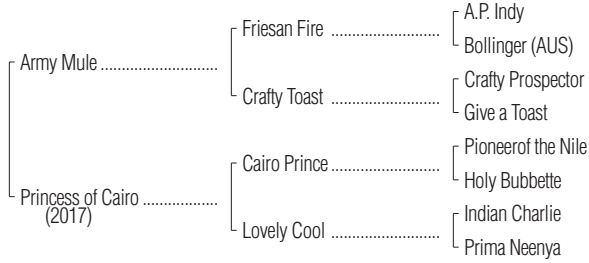 A.P. Indy
Friesan Fire ..........................
Bollinger (AUS)
Army Mule ............................
Crafty Prospector
Crafty Toast ..........................
Give a Toast
Pioneerof the Nile
Cairo Prince..........................
Holy Bubbette
Princess of Cairo ..................
(2017)
Indian Charlie
Lovely Cool ..........................
Prima Neenya